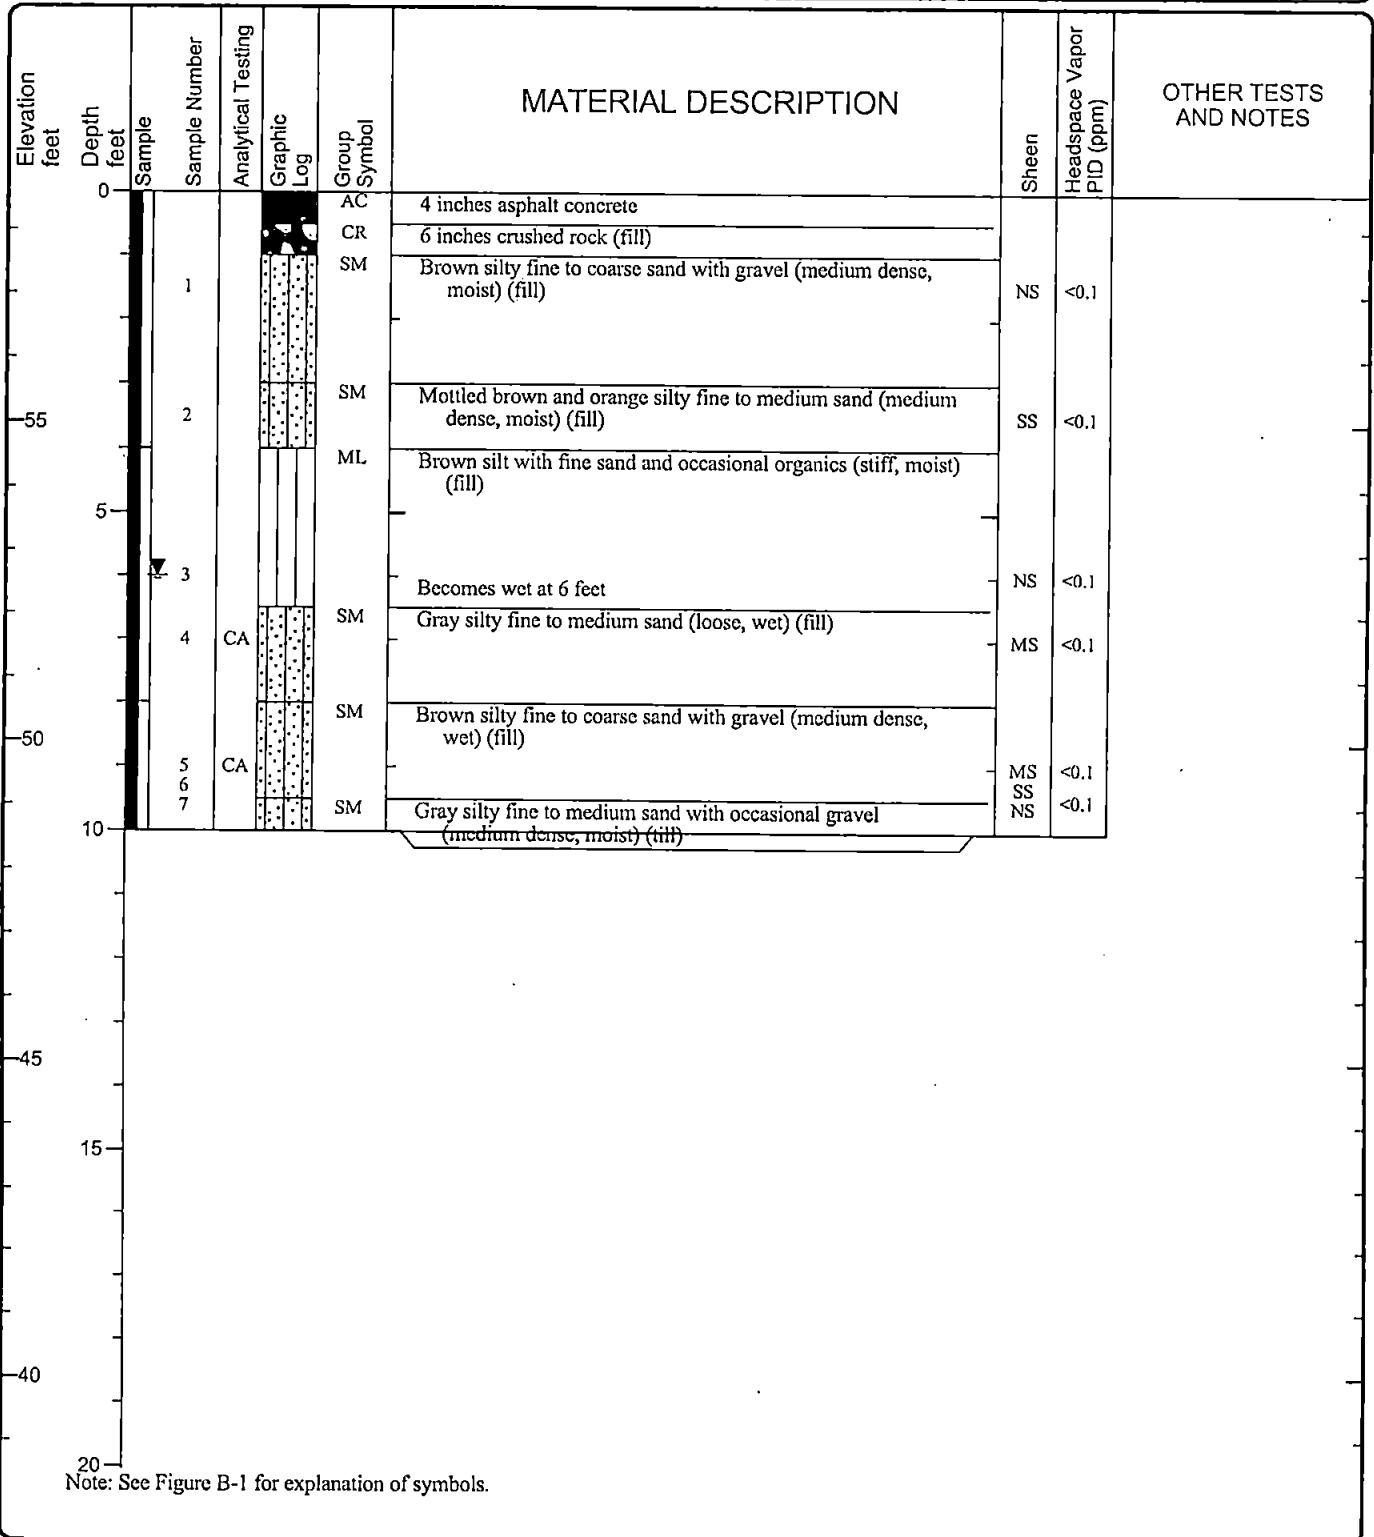 Elevation
feet
Depth
feet
Sample
Sample Number
Analytical Testing
Graphic
Log
Group
Symbol
MATERIAL DESCRIPTION
Sheen
Headspace Vapor
PID (ppm)
OTHER TESTS
AND NOTES
0
AC 4 inches asphalt concrete
CR 6 inches crushed rock (fill)
SM Brown silty fine to coarse sand with gravel (medium dense,
1 moist) (fill) NS <0.1
SM Mottled brown and orange silty fine to medium sand (medium
55 2 dense, moist) (fill) SS <0.1
ML Brown silt with fine sand and occasional organics (stiff, moist)
(fill)
5
3 Becomes wet at 6 feet NS <0.1
SM Gray silty fine to medium sand (loose, wet) (fill)
4 CA MS <0.1
SM Brown silty fine to coarse sand with gravel (medium dense,
50 wet) (fill)
5 CA MS <0.1
6 SS
7 SM Gray silty fine to medium sand with occasional gravel NS <0.1
10 (medium dense, moist) (till)
45
15
40
20
Note: See Figure B-1 for explanation of symbols.